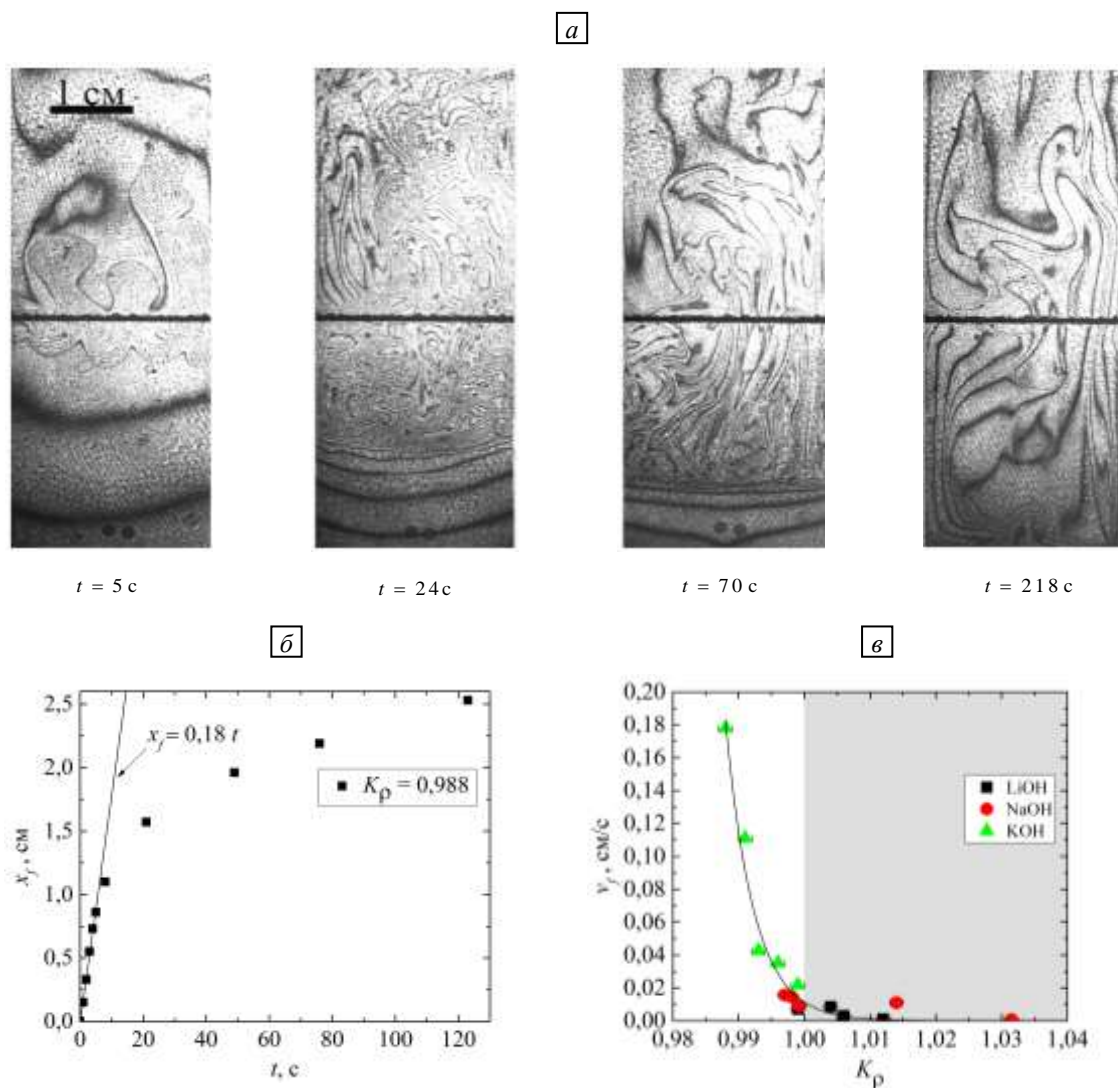 а
1 см
t = 5 с
t = 24 с
t = 70 с
t = 218 с
б
в
x_f, см
2,5
2,0
1,5
1,0
0,5
0,0
x_f = 0,18 t
K_ρ = 0,988
0 20 40 60 80 100 120
t, с
v_f, см/с
0,20
0,18
0,16
0,14
0,12
0,10
0,08
0,06
0,04
0,02
0,00
LiOH
NaOH
KOH
0,98 0,99 1,00 1,01 1,02 1,03 1,04
K_ρ